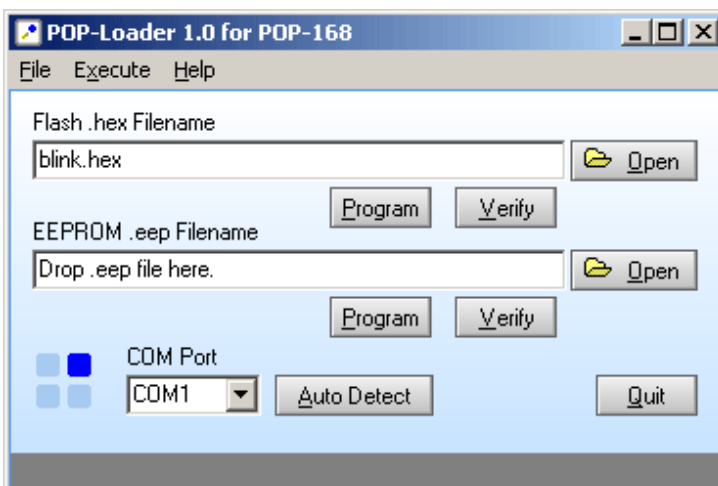 POP-Loader 1.0 for POP-168
File Execute Help
Flash .hex Filename
blink.hex Open
Program Verify
EEPROM .eep Filename
Drop .eep file here. Open
Program Verify
COM Port
COM1 Auto Detect Quit